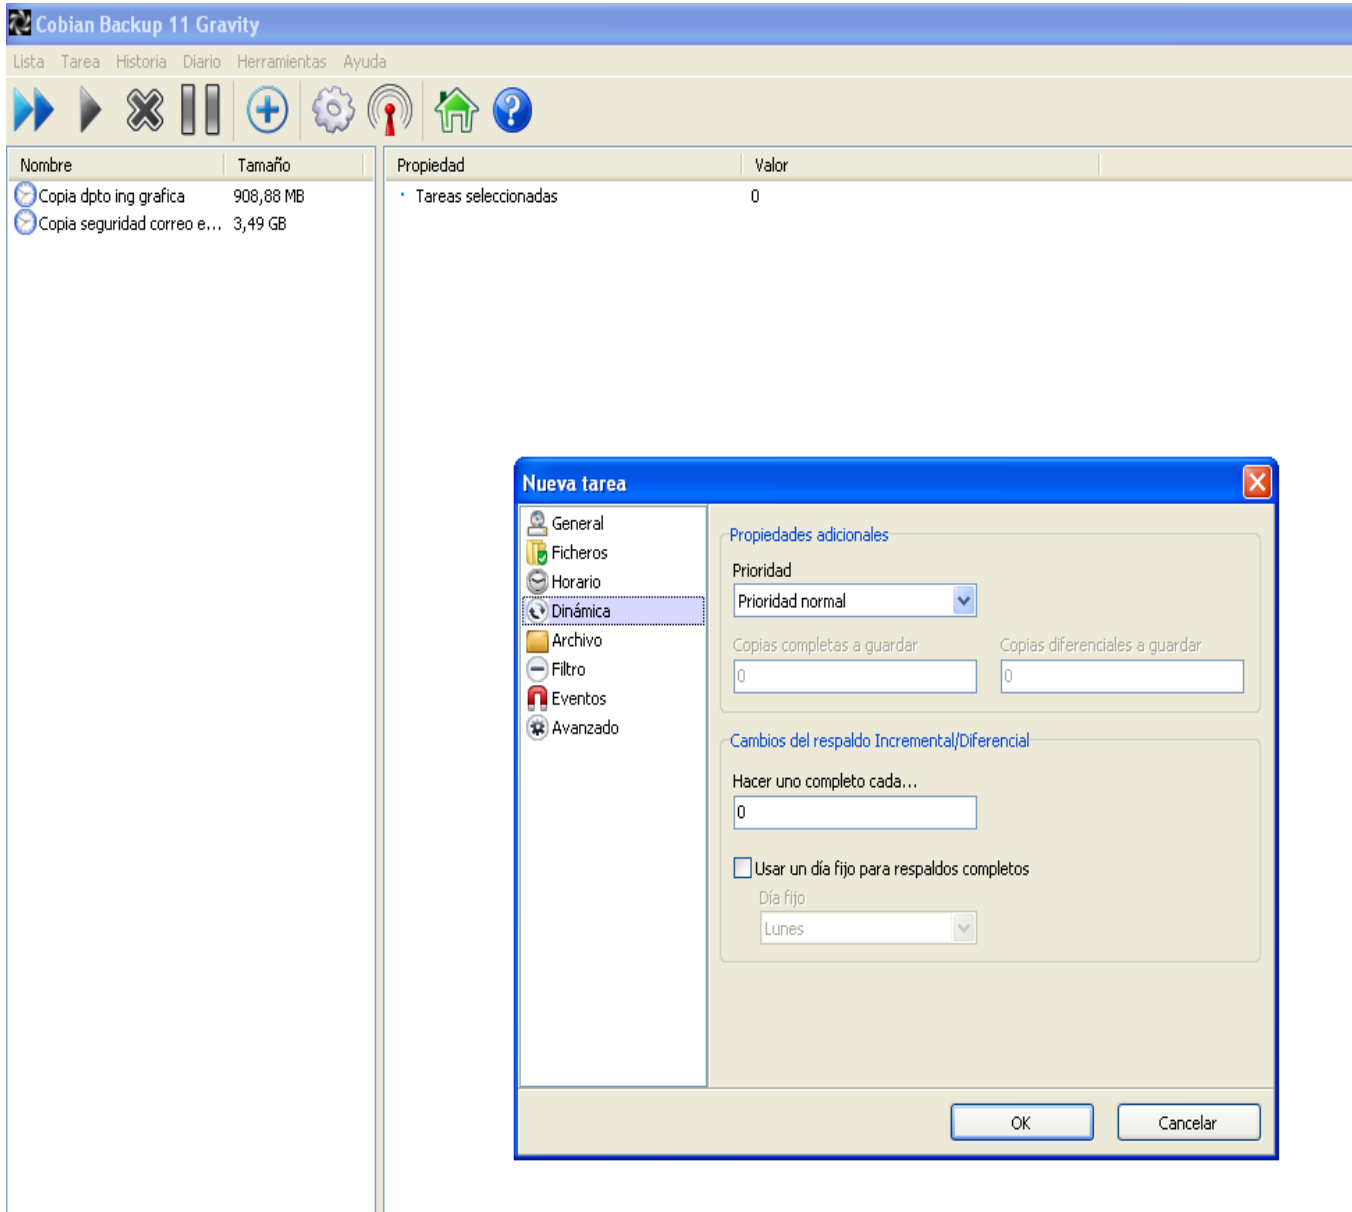 Cobian Backup 11 Gravity
Lista Tarea Historia Diario Herramientas Ayuda
Nombre Tamaño Propiedad Valor
Copia dpto ing grafica 908,88 MB Tareas seleccionadas 0
Copia seguridad correo e... 3,49 GB
Nueva tarea
General
Ficheros
Horario
Dinámica
Archivo
Filtro
Eventos
Avanzado
Propiedades adicionales
Prioridad
Prioridad normal
Copias completas a guardar Copias diferenciales a guardar
0 0
Cambios del respaldo Incremental/Diferencial
Hacer uno completo cada...
0
Usar un día fijo para respaldos completos
Día fijo
Lunes
OK Cancelar